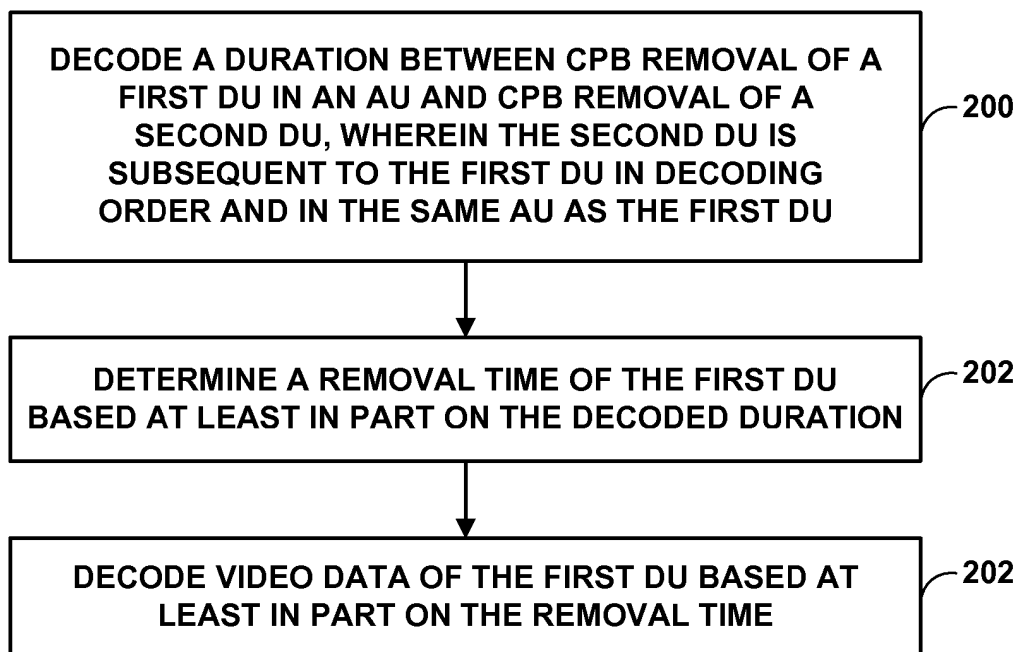 DECODE A DURATION BETWEEN CPB REMOVAL OF A
FIRST DU IN AN AU AND CPB REMOVAL OF A
SECOND DU, WHEREIN THE SECOND DU IS
SUBSEQUENT TO THE FIRST DU IN DECODING
ORDER AND IN THE SAME AU AS THE FIRST DU
200
DETERMINE A REMOVAL TIME OF THE FIRST DU
BASED AT LEAST IN PART ON THE DECODED DURATION
202
DECODE VIDEO DATA OF THE FIRST DU BASED AT
LEAST IN PART ON THE REMOVAL TIME
202